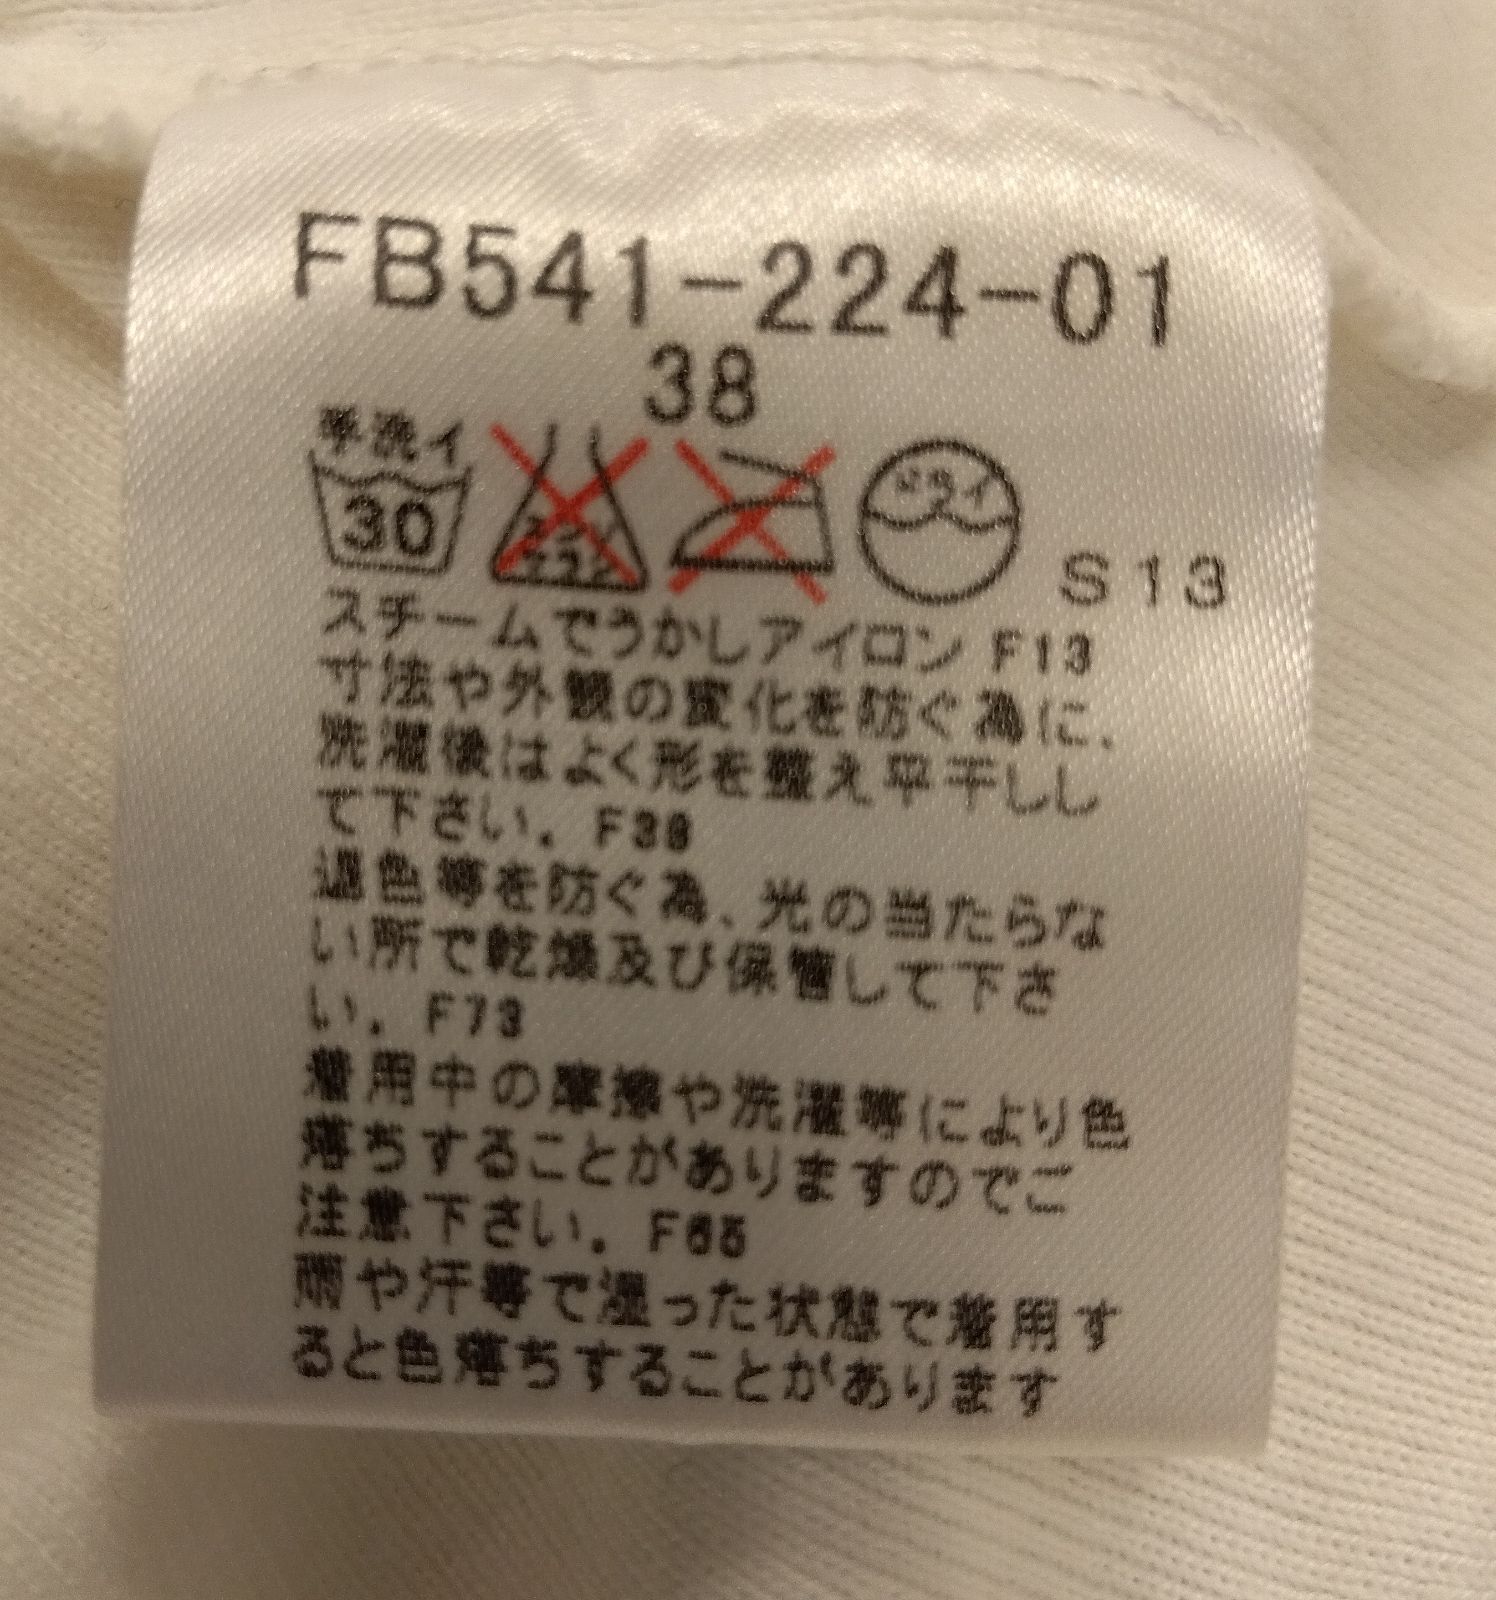 FB541-224-01
38
手洗イ
30
エンソ
サラシ
ドライ
S13
スチームでうかしアイロン F13
寸法や外観の変化を防ぐ為に、
洗濯後はよく形を整え平干しし
て下さい. F39
退色等を防ぐ為、光の当たらな
い所で乾燥及び保管して下さ
い. F73
着用中の摩擦や洗濯等により色
落ちすることがありますのでご
注意下さい. F65
雨や汗等で湿った状態で着用す
ると色落ちすることがあります